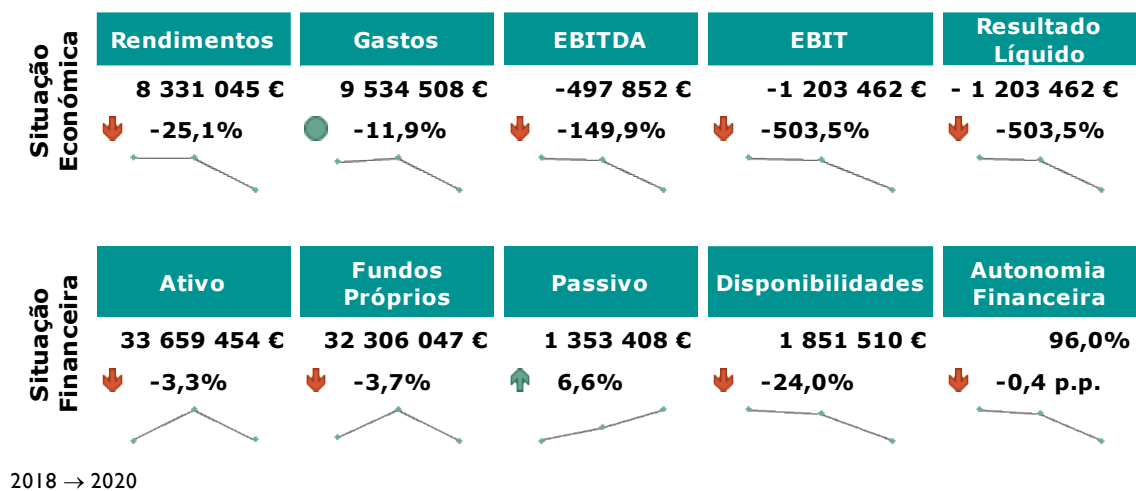 Situação
Económica
Rendimentos
Gastos
EBITDA
EBIT
Resultado
Líquido
8 331 045 €
9 534 508 €
-497 852 €
-1 203 462 €
- 1 203 462 €
-25,1%
-11,9%
-149,9%
-503,5%
-503,5%
Situação
Financeira
Ativo
Fundos
Próprios
Passivo
Disponibilidades
Autonomia
Financeira
33 659 454 €
32 306 047 €
1 353 408 €
1 851 510 €
96,0%
-3,3%
-3,7%
6,6%
-24,0%
-0,4 p.p.
2018 → 2020